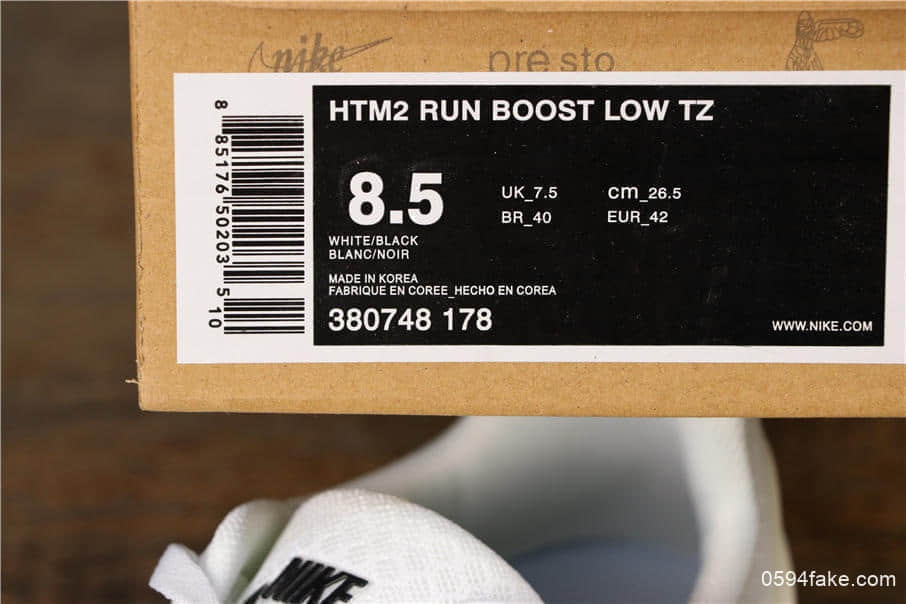 nike
presto
HTM2 RUN BOOST LOW TZ
8.5
UK_7.5 cm_26.5
BR_40 EUR_42
WHITE/BLACK
BLANC/NOIR
MADE IN KOREA
FABRIQUE EN COREE_HECHO EN COREA
380748 178
WWW.NIKE.COM
8 85176 50203 5 10
NIKE
0594fake.com